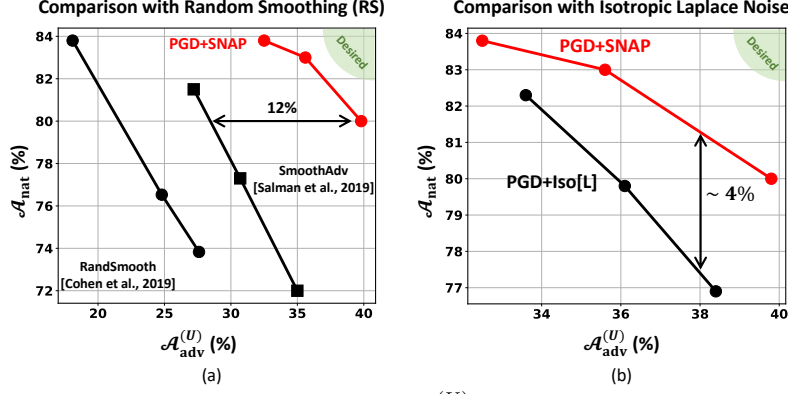 Comparison with Random Smoothing (RS)
84
82
80
78
76
74
72
20
25
30
35
40
PGD+SNAP
Desired
12%
SmoothAdv
[Salman et al., 2019]
RandSmooth
[Cohen et al., 2019]
𝒜nat (%)
𝒜adv^(U) (%)
(a)
Comparison with Isotropic Laplace Noise
84
83
82
81
80
79
78
77
34
36
38
40
PGD+SNAP
Desired
PGD+Iso[L]
~ 4%
𝒜nat (%)
𝒜adv^(U) (%)
(b)